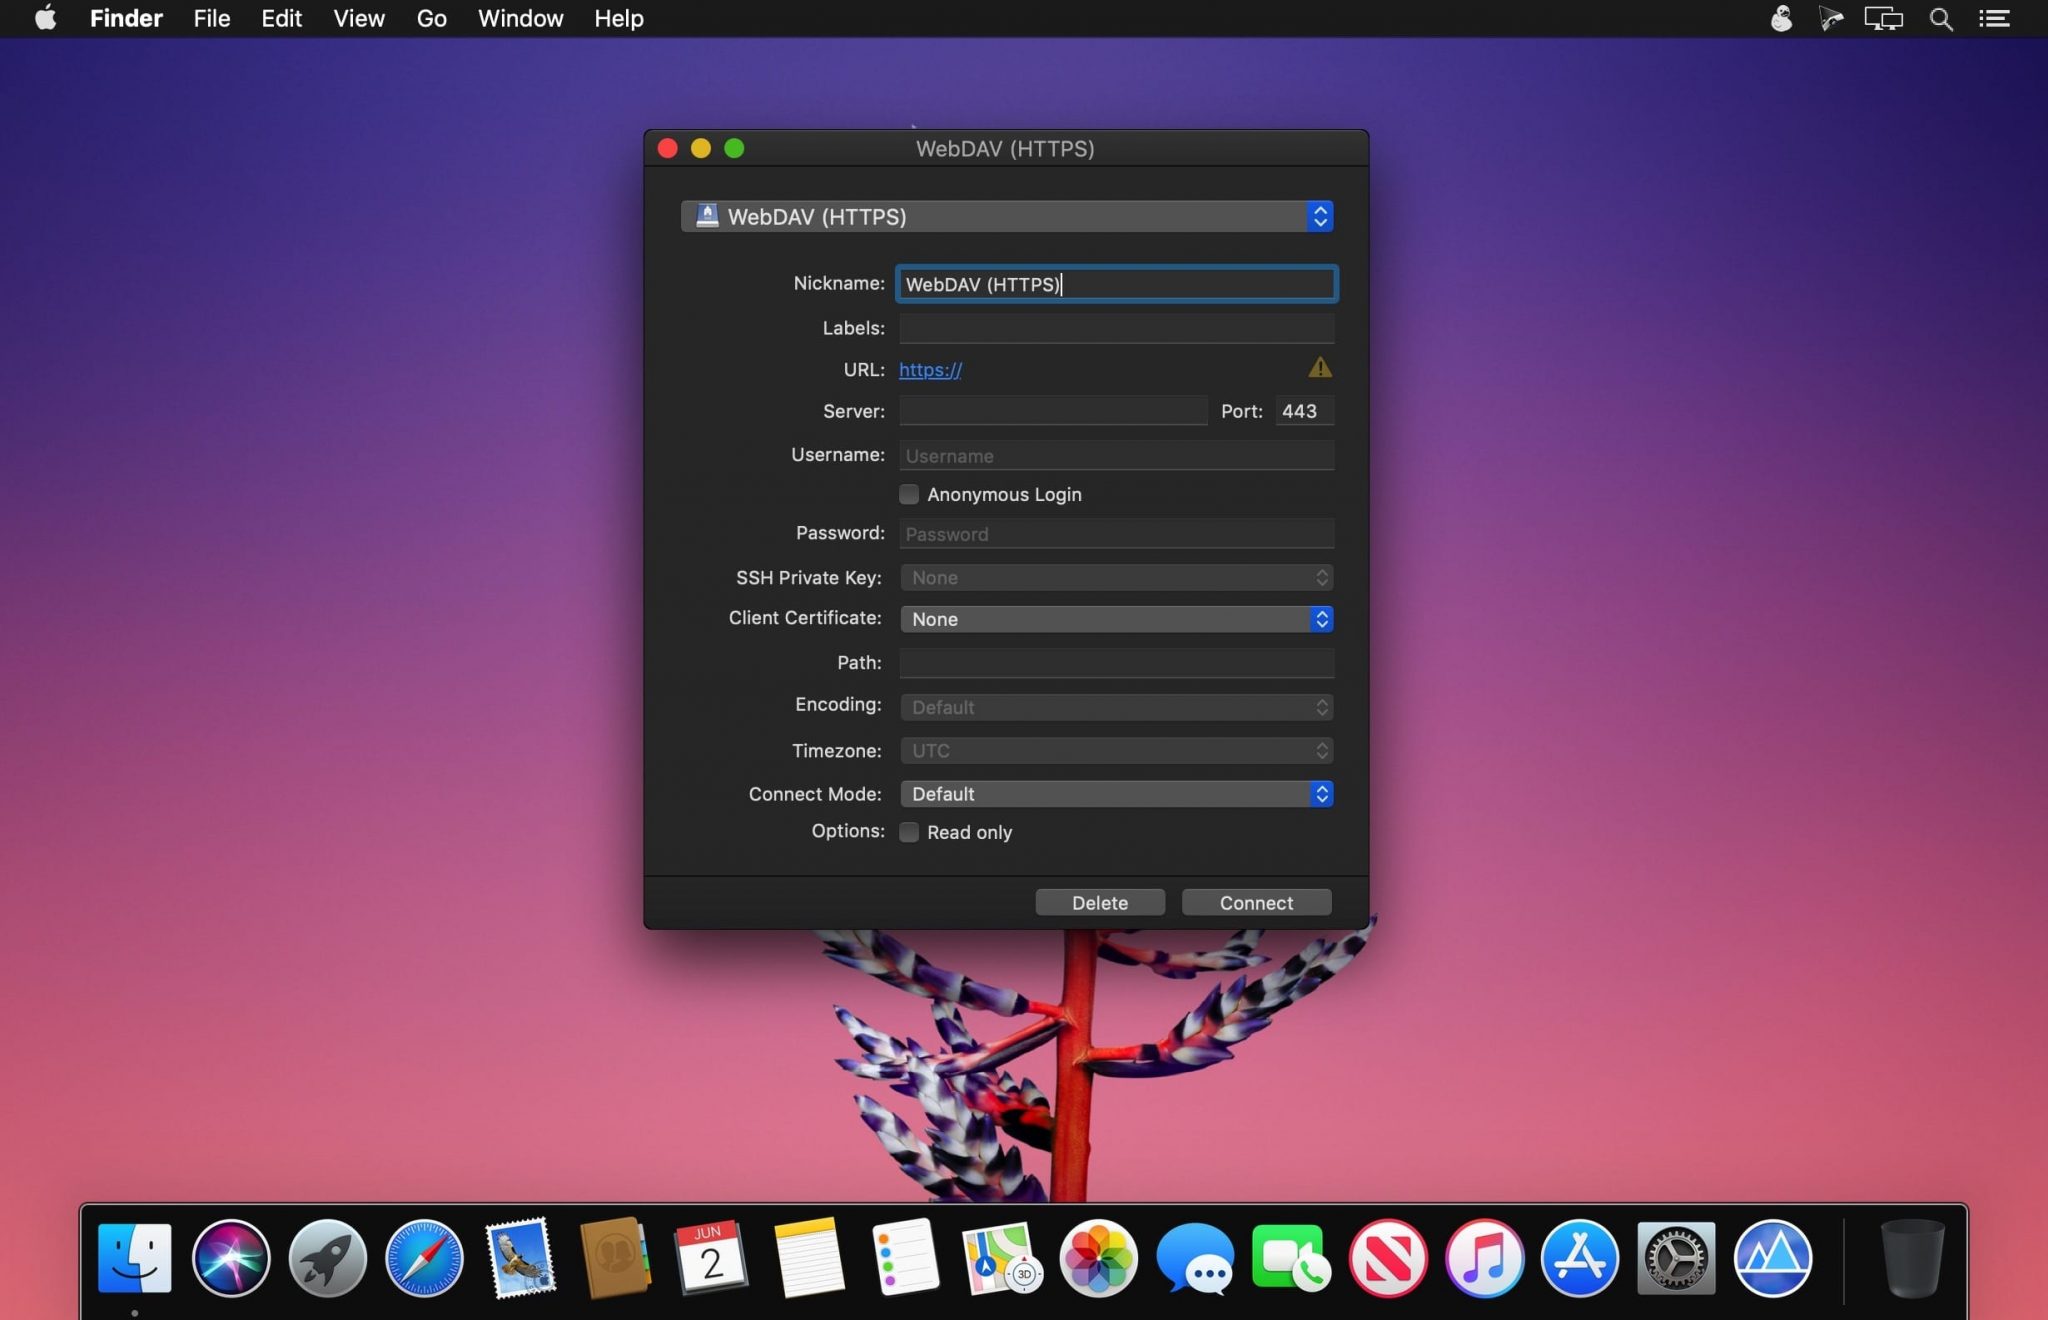 Finder File Edit View Go Window Help
WebDAV (HTTPS)
WebDAV (HTTPS)
Nickname: WebDAV (HTTPS)
Labels:
URL: https://
Server: Port: 443
Username: Username
Anonymous Login
Password: Password
SSH Private Key: None
Client Certificate: None
Path:
Encoding: Default
Timezone: UTC
Connect Mode: Default
Options: Read only
Delete Connect
JUN
2
3D